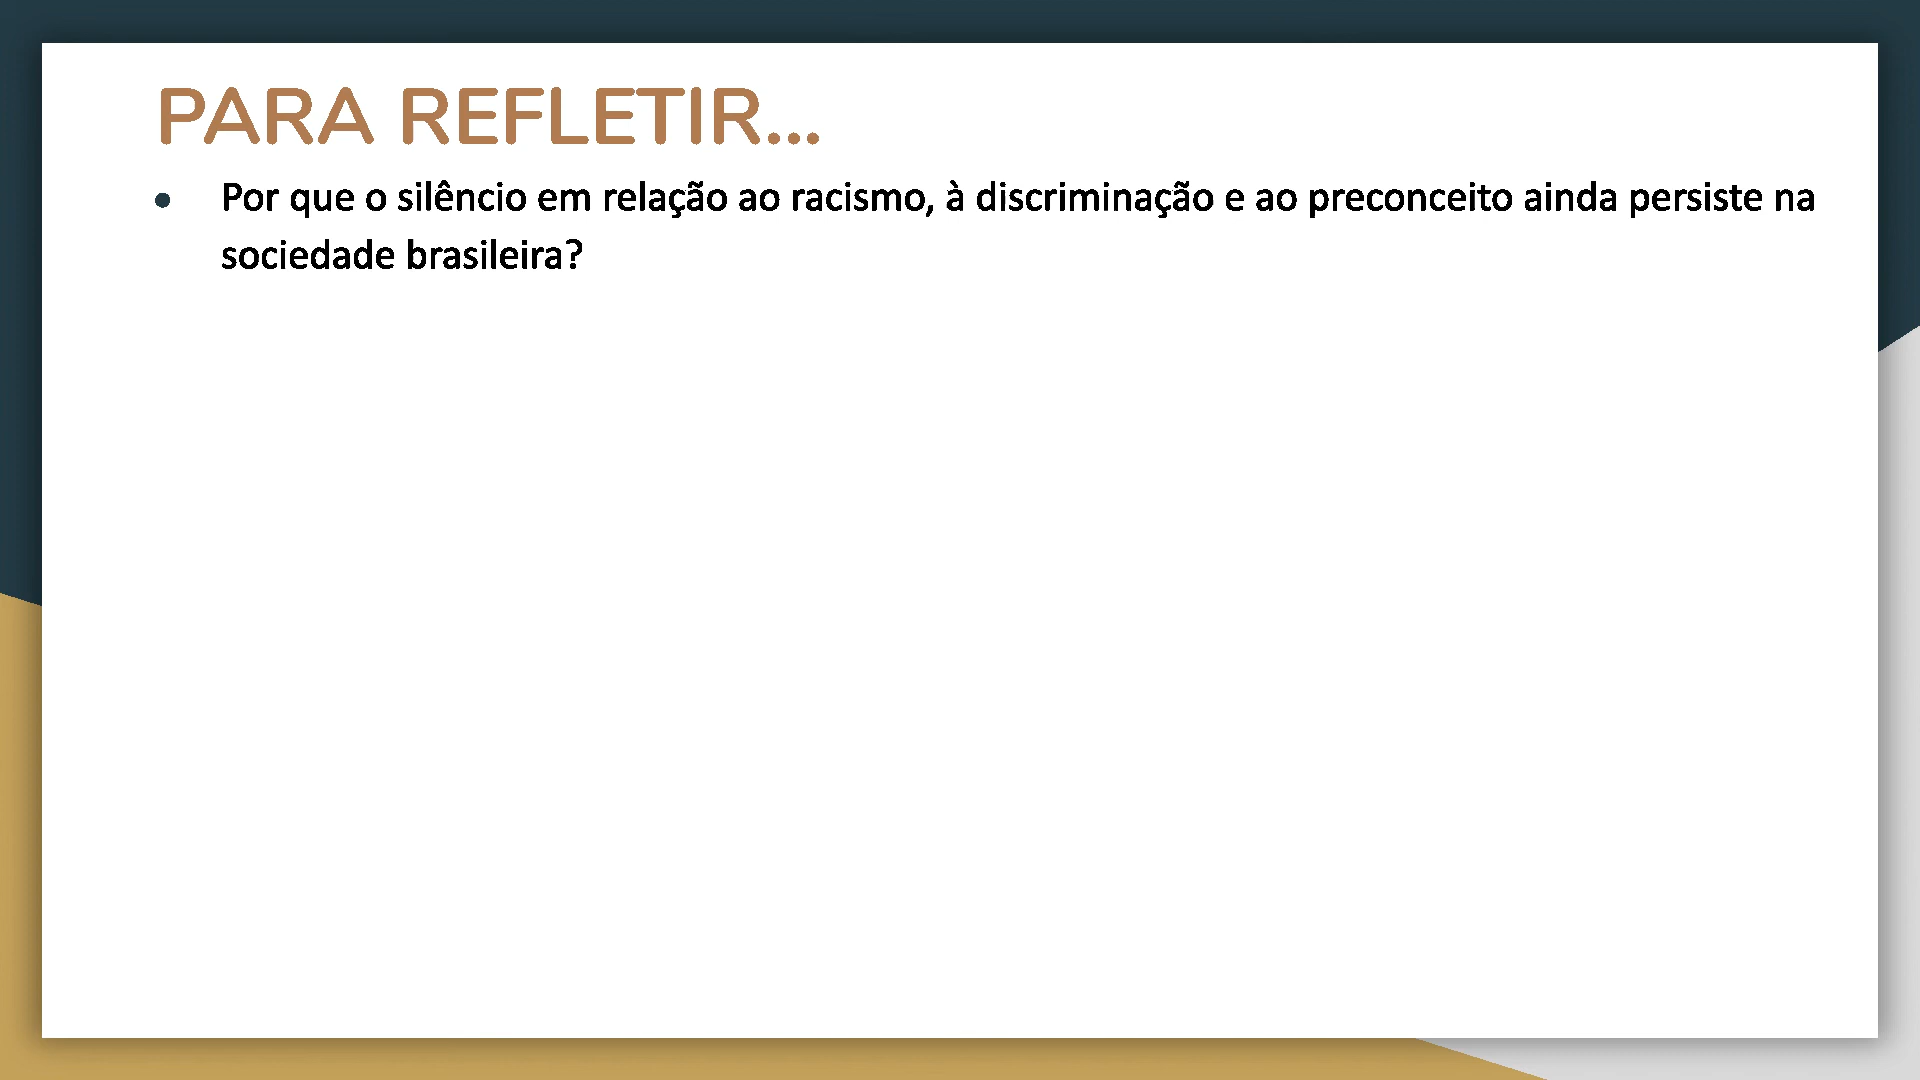 PARA REFLETIR...
● Por que o silêncio em relação ao racismo, à discriminação e ao preconceito ainda persiste na
sociedade brasileira?